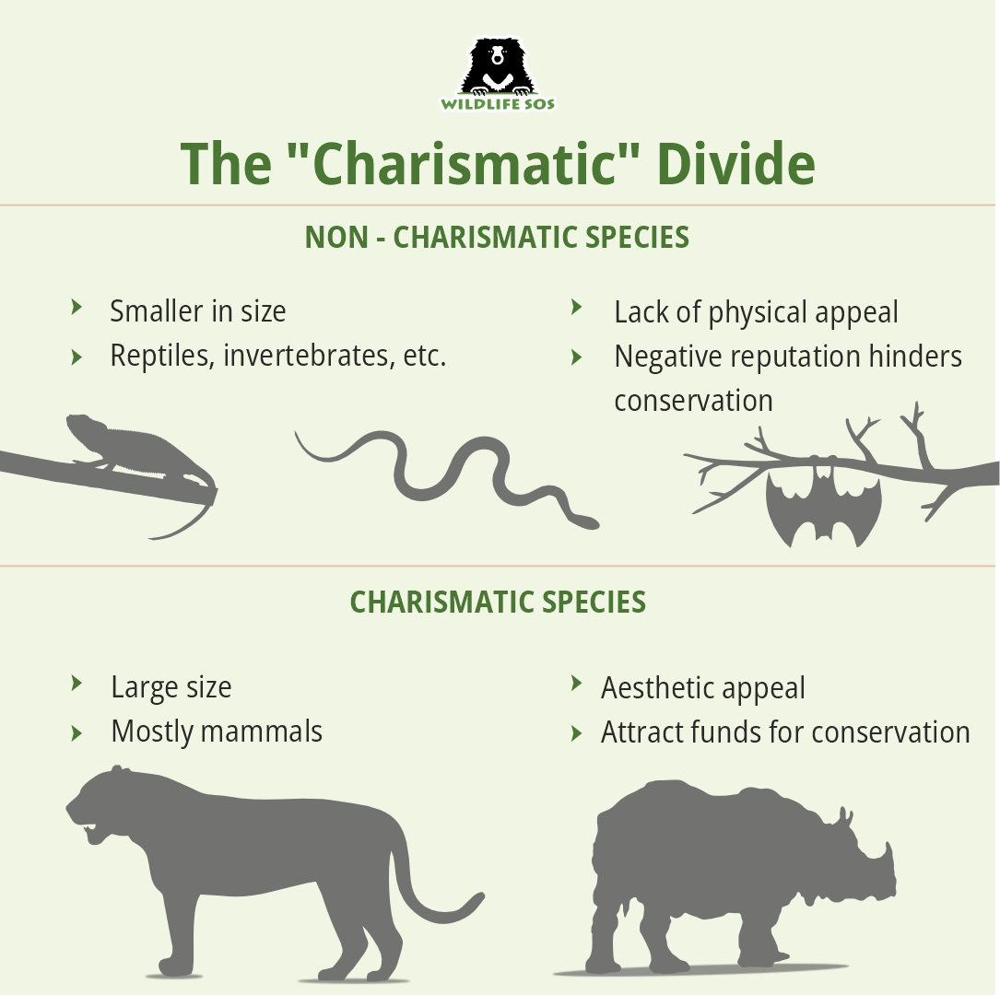 WILDLIFE SOS
The "Charismatic" Divide
NON - CHARISMATIC SPECIES
Smaller in size
Reptiles, invertebrates, etc.
Lack of physical appeal
Negative reputation hinders
conservation
CHARISMATIC SPECIES
Large size
Mostly mammals
Aesthetic appeal
Attract funds for conservation